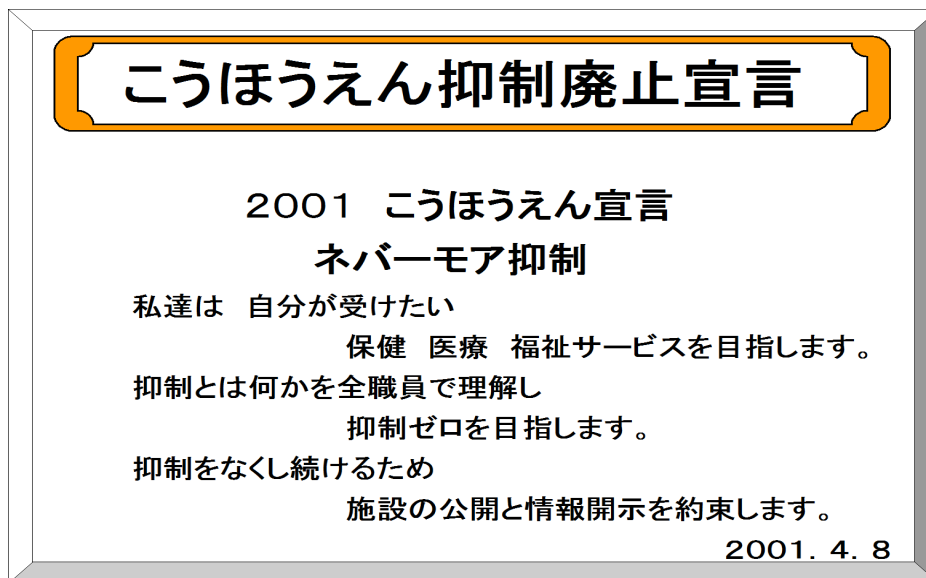 こうほうえん抑制廃止宣言
２００１　こうほうえん宣言
ネバーモア抑制
私達は　自分が受けたい
保健　医療　福祉サービスを目指します。
抑制とは何かを全職員で理解し
抑制ゼロを目指します。
抑制をなくし続けるため
施設の公開と情報開示を約束します。
２００１．４．８